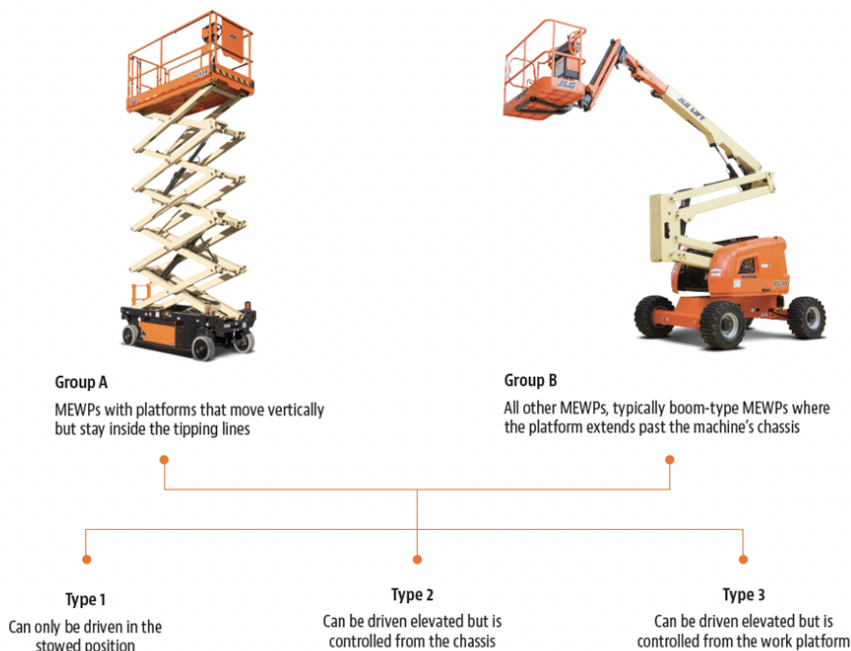 JLG
JLG LIFT
Group A
MEWPs with platforms that move vertically
but stay inside the tipping lines
Group B
All other MEWPs, typically boom-type MEWPs where
the platform extends past the machine's chassis
Type 1
Can only be driven in the
stowed position
Type 2
Can be driven elevated but is
controlled from the chassis
Type 3
Can be driven elevated but is
controlled from the work platform